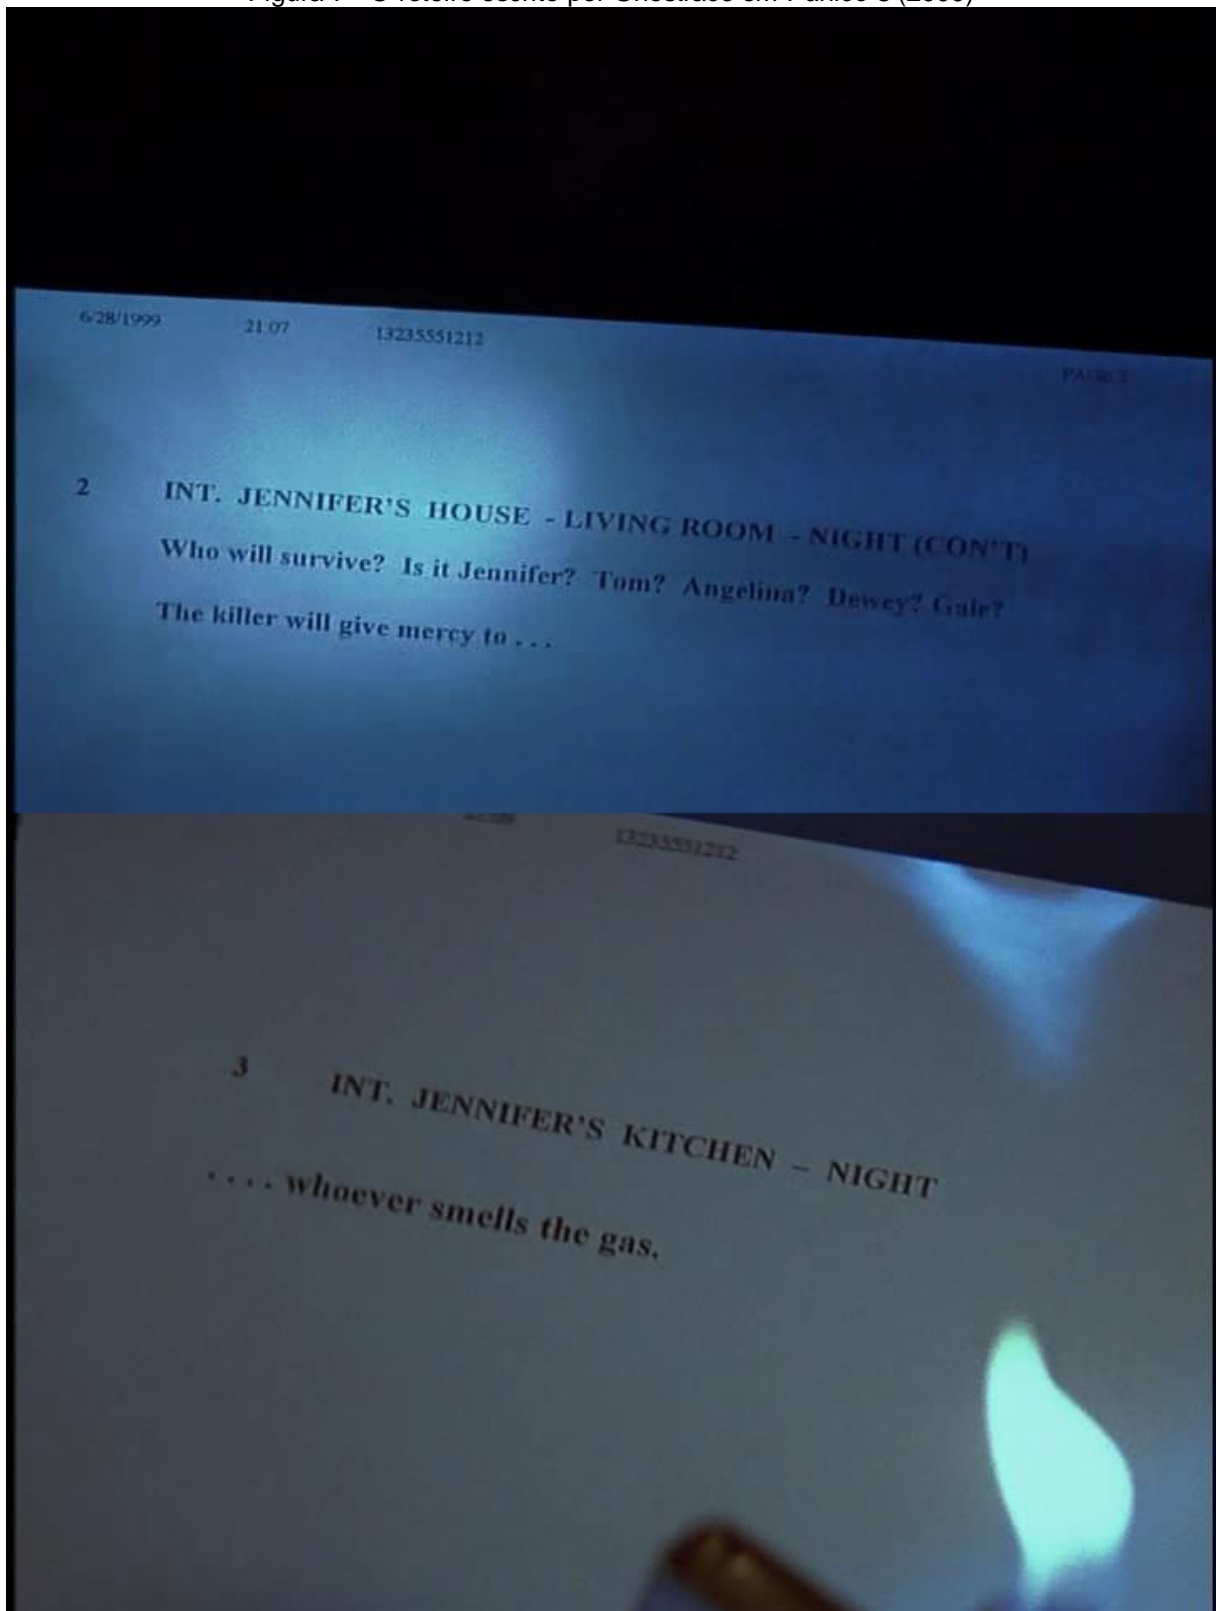 6/28/1999 21:07 13235551212 PAGE 3
2 INT. JENNIFER'S HOUSE - LIVING ROOM - NIGHT (CON'T)
Who will survive? Is it Jennifer? Tom? Angelina? Dewey? Gale?
The killer will give mercy to . . .
13235551212
3 INT. JENNIFER'S KITCHEN – NIGHT
. . . . whoever smells the gas.